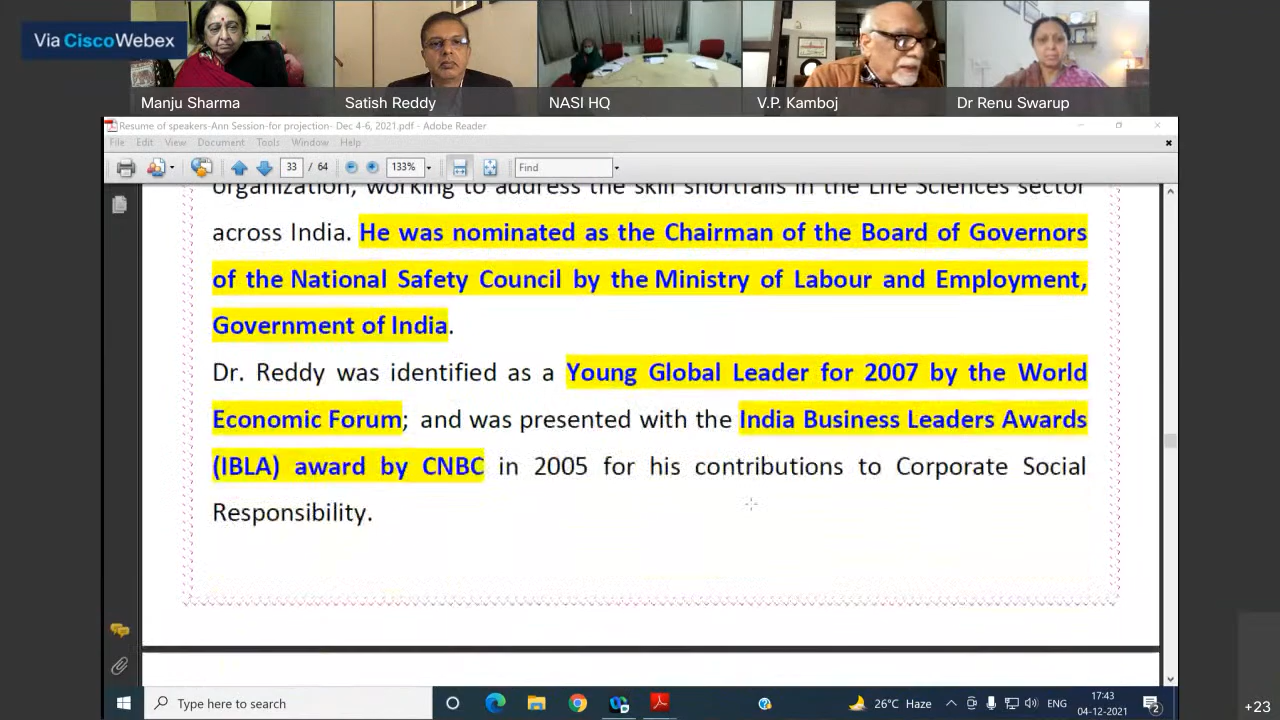 Via Cisco Webex
Manju Sharma
Satish Reddy
NASI HQ
V.P. Kamboj
Dr Renu Swarup
Resume of speakers-Ann Session-for projection- Dec 4-6, 2021.pdf - Adobe Reader
File Edit View Document Tools Window Help
33 / 64 133% Find
organization, working to address the skill shortfalls in the Life Sciences sector
across India. He was nominated as the Chairman of the Board of Governors
of the National Safety Council by the Ministry of Labour and Employment,
Government of India.
Dr. Reddy was identified as a Young Global Leader for 2007 by the World
Economic Forum; and was presented with the India Business Leaders Awards
(IBLA) award by CNBC in 2005 for his contributions to Corporate Social
Responsibility.
Type here to search
26°C Haze
ENG
17:43
04-12-2021
2
+23